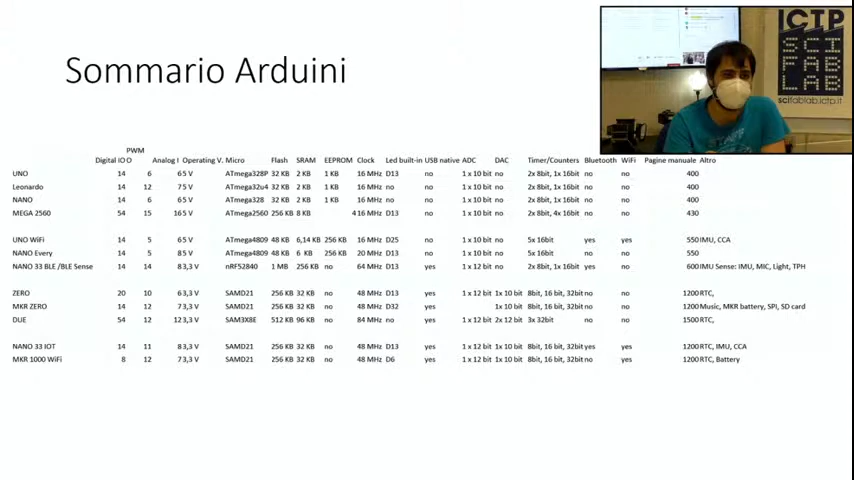 Sommario Arduini
ICTP
SCI
FAB
LAB
scifablab.ictp.it
PWM
Digital IO O Analog I Operating V. Micro Flash SRAM EEPROM Clock Led built-in USB native ADC DAC Timer/Counters Bluetooth WiFi Pagine manuale Altro
UNO 14 6 6 5 V ATmega328P 32 KB 2 KB 1 KB 16 MHz D13 no 1 x 10 bit no 2x 8bit, 1x 16bit no no 400
Leonardo 14 12 7 5 V ATmega32u4 32 KB 2 KB 1 KB 16 MHz no no 1 x 10 bit no 2x 8bit, 1x 16bit no no 400
NANO 14 6 6 5 V ATmega328 32 KB 2 KB 1 KB 16 MHz no no 1 x 10 bit no 2x 8bit, 1x 16bit no no 400
MEGA 2560 54 15 16 5 V ATmega2560 256 KB 8 KB 4 16 MHz D13 no 1 x 10 bit no 2x 8bit, 4x 16bit no no 430
UNO WiFi 14 5 6 5 V ATmega4809 48 KB 6,14 KB 256 KB 16 MHz D25 no 1 x 10 bit no 5x 16bit yes yes 550 IMU, CCA
NANO Every 14 5 8 5 V ATmega4809 48 KB 6 KB 256 KB 20 MHz D13 no 1 x 10 bit no 5x 16bit no no 550
NANO 33 BLE /BLE Sense 14 14 8 3,3 V nRF52840 1 MB 256 KB no 64 MHz D13 yes 1 x 12 bit no 2x 8bit, 1x 16bit yes no 600 IMU Sense: IMU, MIC, Light, TPH
ZERO 20 10 6 3,3 V SAMD21 256 KB 32 KB no 48 MHz D13 yes 1 x 12 bit 1x 10 bit 8bit, 16 bit, 32bit no no 1200 RTC,
MKR ZERO 14 12 7 3,3 V SAMD21 256 KB 32 KB no 48 MHz D32 yes 1x 10 bit 8bit, 16 bit, 32bit no no 1200 Music, MKR battery, SPI, SD card
DUE 54 12 12 3,3 V SAM3X8E 512 KB 96 KB no 84 MHz no yes 1 x 12 bit 2x 12 bit 3x 32bit no no 1500 RTC,
NANO 33 IOT 14 11 8 3,3 V SAMD21 256 KB 32 KB no 48 MHz D13 yes 1 x 12 bit 1x 10 bit 8bit, 16 bit, 32bit yes yes 1200 RTC, IMU, CCA
MKR 1000 WiFi 8 12 7 3,3 V SAMD21 256 KB 32 KB no 48 MHz D6 yes 1 x 12 bit 1x 10 bit 8bit, 16 bit, 32bit no yes 1200 RTC, Battery